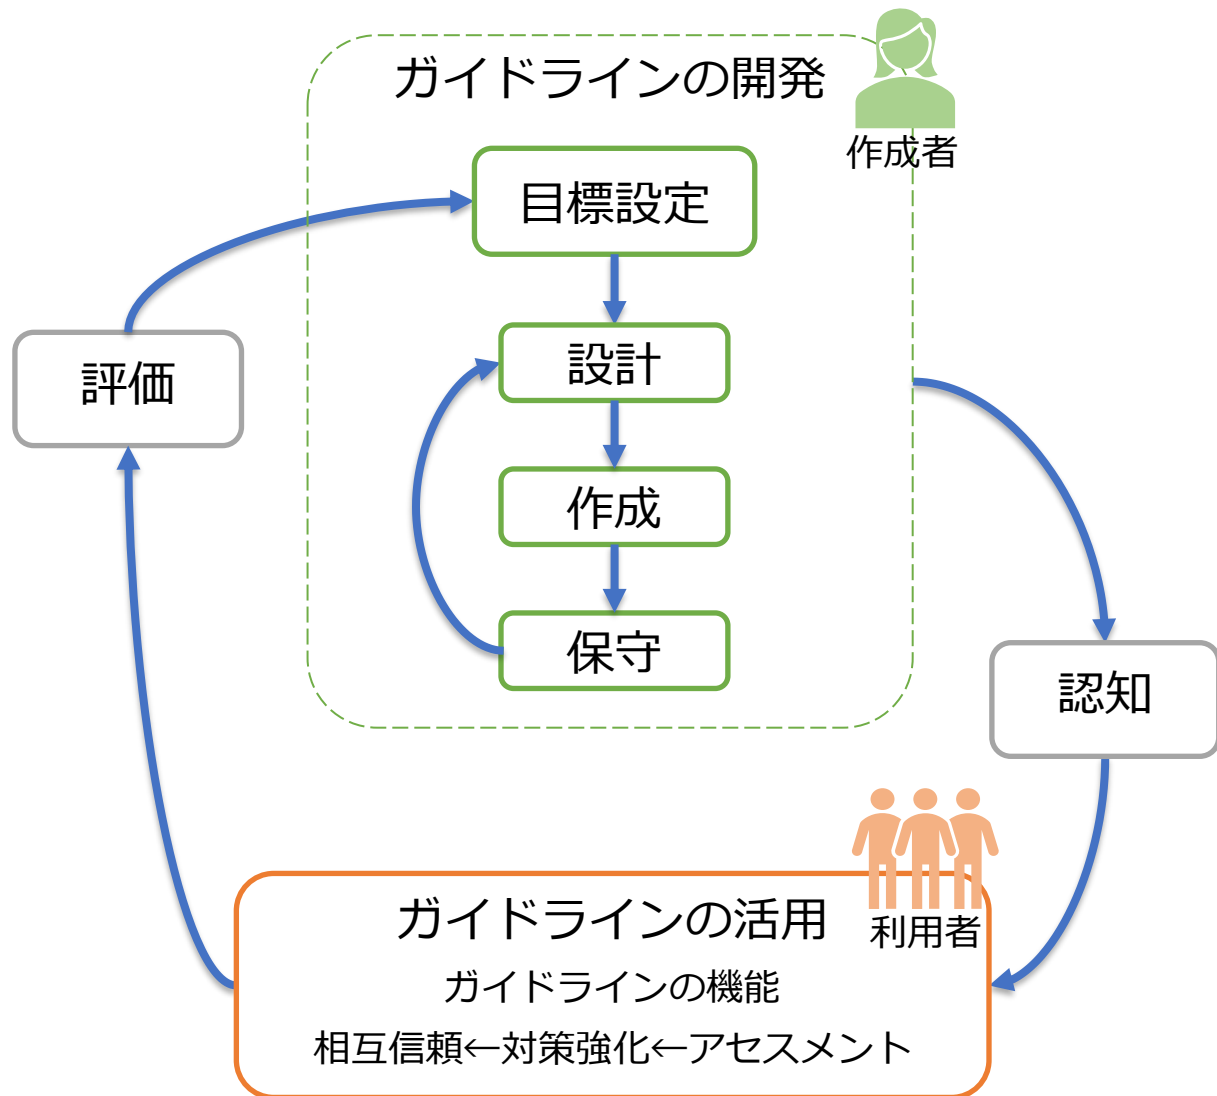 ガイドラインの開発
作成者
目標設定
設計
評価
作成
保守
認知
ガイドラインの活用
利用者
ガイドラインの機能
相互信頼←対策強化←アセスメント